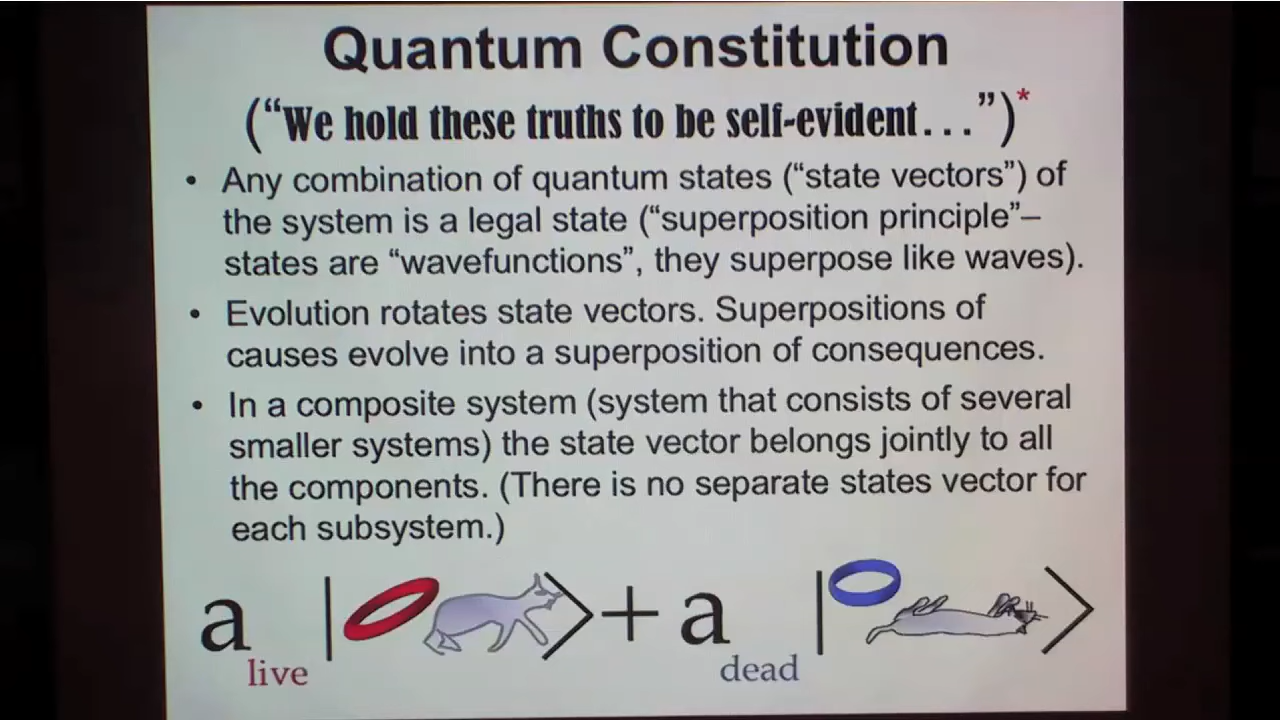 Quantum Constitution
(“We hold these truths to be self-evident...”)*
• Any combination of quantum states (“state vectors”) of
the system is a legal state (“superposition principle”–
states are “wavefunctions”, they superpose like waves).
• Evolution rotates state vectors. Superpositions of
causes evolve into a superposition of consequences.
• In a composite system (system that consists of several
smaller systems) the state vector belongs jointly to all
the components. (There is no separate states vector for
each subsystem.)
a live | > + a dead | >